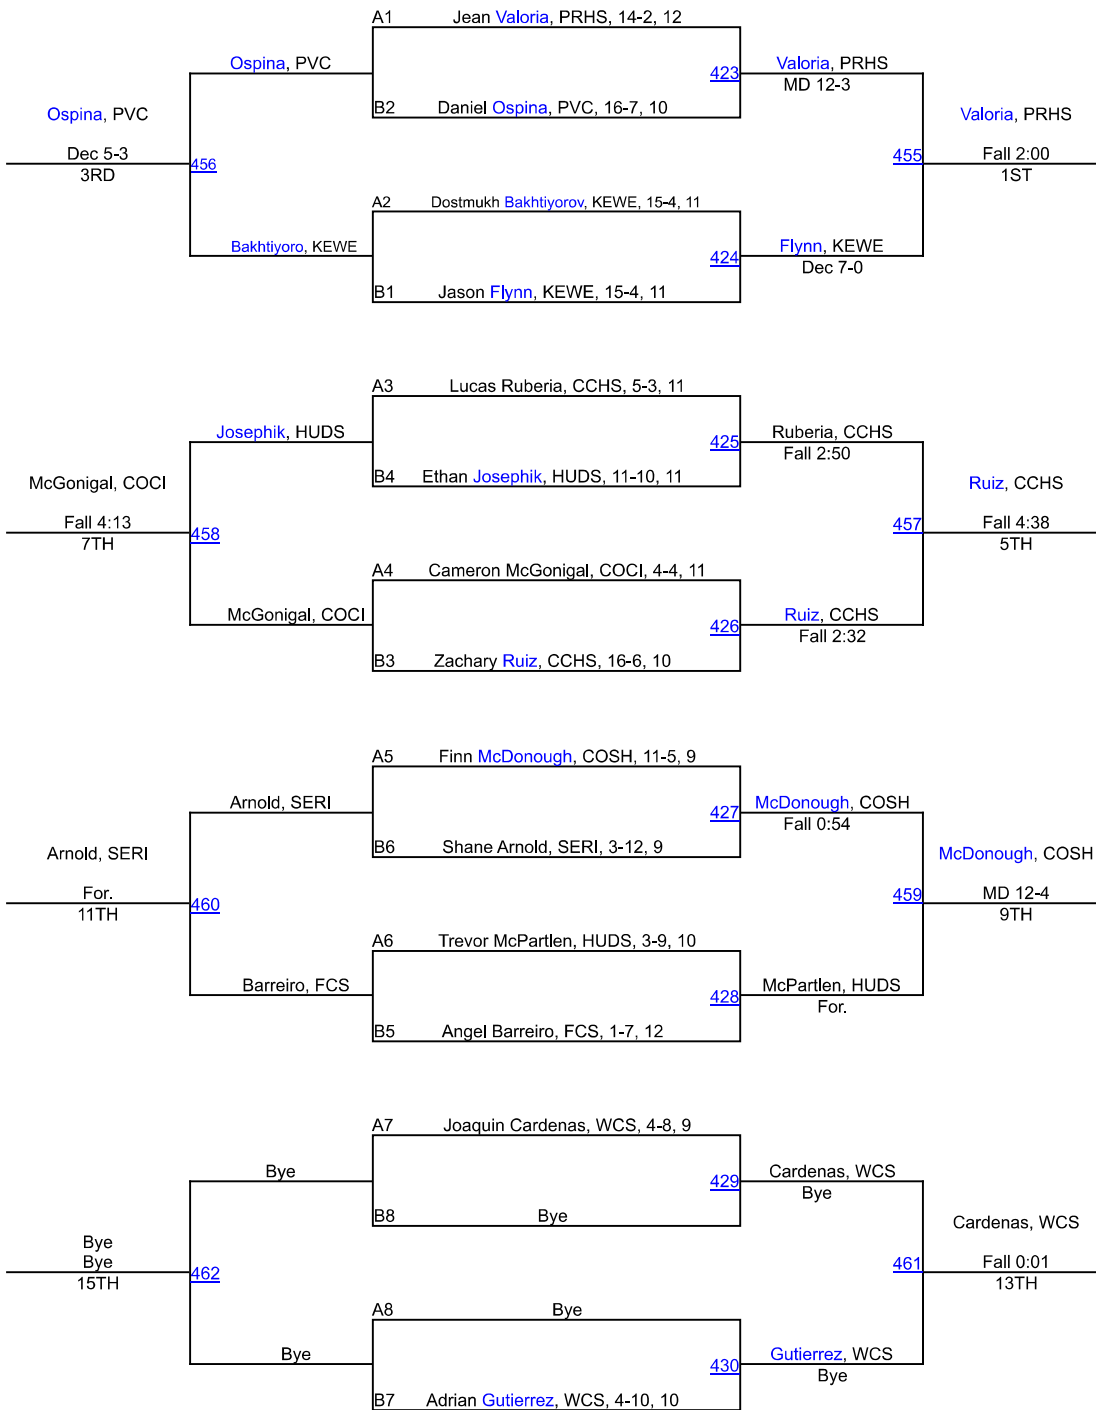 A1 Jean Valoria, PRHS, 14-2, 12
Ospina, PVC 423 Valoria, PRHS
MD 12-3
Ospina, PVC B2 Daniel Ospina, PVC, 16-7, 10 Valoria, PRHS
Dec 5-3 456 455 Fall 2:00
3RD 1ST
A2 Dostmukh Bakhtiyorov, KEWE, 15-4, 11
Bakhtiyoro, KEWE 424 Flynn, KEWE
Dec 7-0
B1 Jason Flynn, KEWE, 15-4, 11
A3 Lucas Ruberia, CCHS, 5-3, 11
Josephik, HUDS 425 Ruberia, CCHS
Fall 2:50
McGonigal, COCI B4 Ethan Josephik, HUDS, 11-10, 11 Ruiz, CCHS
Fall 4:13 458 457 Fall 4:38
7TH 5TH
A4 Cameron McGonigal, COCI, 4-4, 11
McGonigal, COCI 426 Ruiz, CCHS
Fall 2:32
B3 Zachary Ruiz, CCHS, 16-6, 10
A5 Finn McDonough, COSH, 11-5, 9
Arnold, SERI 427 McDonough, COSH
Fall 0:54
Arnold, SERI B6 Shane Arnold, SERI, 3-12, 9 McDonough, COSH
For. 460 459 MD 12-4
11TH 9TH
A6 Trevor McPartlen, HUDS, 3-9, 10
Barreiro, FCS 428 McPartlen, HUDS
For.
B5 Angel Barreiro, FCS, 1-7, 12
A7 Joaquin Cardenas, WCS, 4-8, 9
Bye 429 Cardenas, WCS
Bye
B8 Bye Cardenas, WCS
Bye
Bye 462 461 Fall 0:01
15TH 13TH
A8 Bye
Bye 430 Gutierrez, WCS
Bye
B7 Adrian Gutierrez, WCS, 4-10, 10